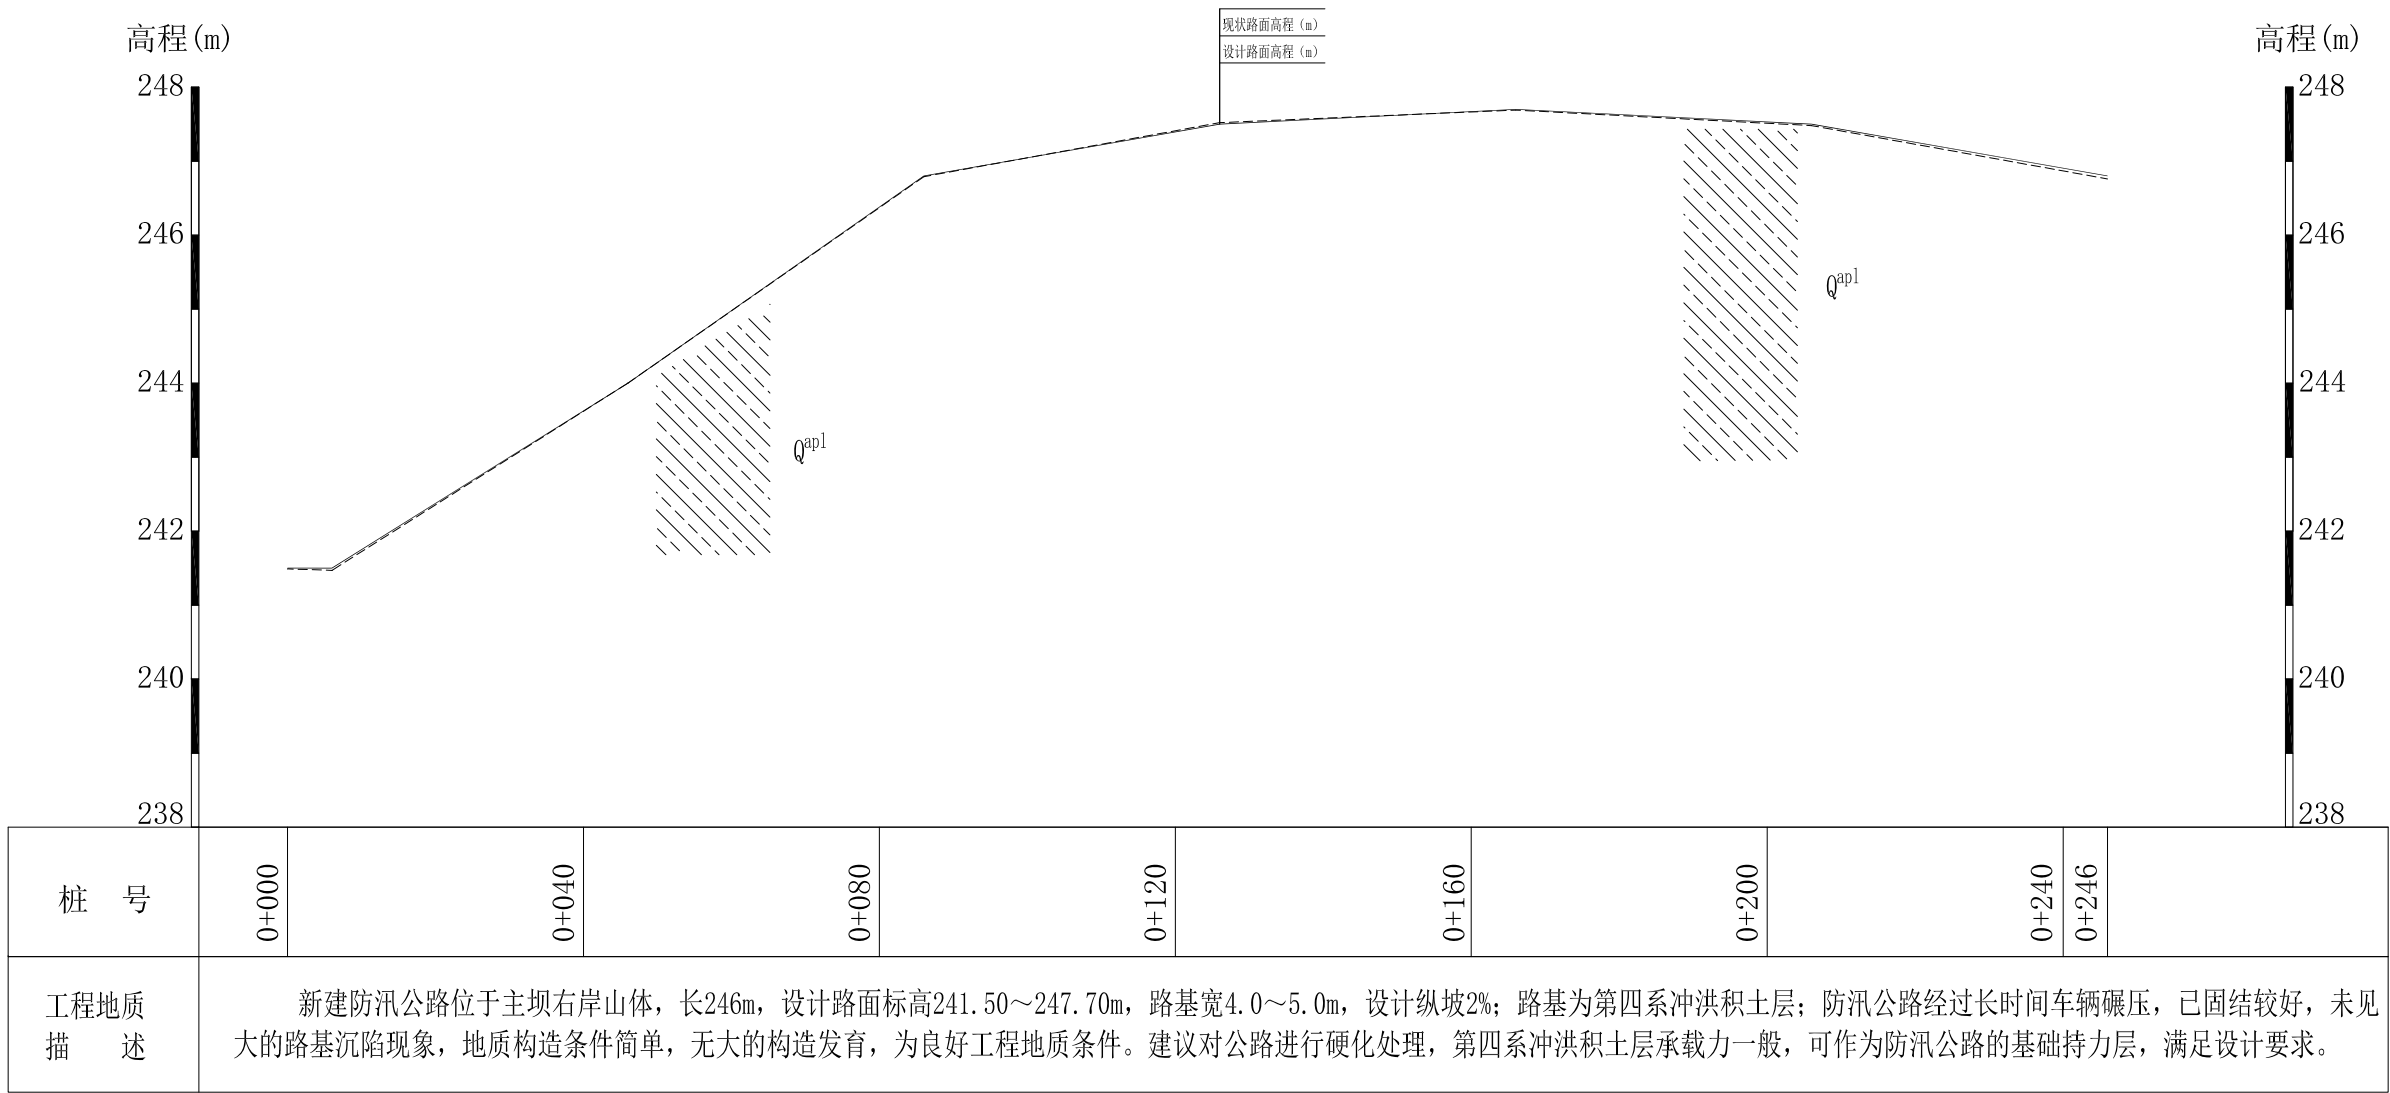 现状路面高程（m）
设计路面高程（m）
高程(m)
高程(m)
248
248
246
246
Q^apl
244
244
Q^apl
242
242
240
240
238
238
桩 号
0+000
0+040
0+080
0+120
0+160
0+200
0+240
0+246
工程地质
描 述
新建防汛公路位于主坝右岸山体，长246m，设计路面标高241.50～247.70m，路基宽4.0～5.0m，设计纵坡2%；路基为第四系冲洪积土层；防汛公路经过长时间车辆碾压，已固结较好，未见
大的路基沉陷现象，地质构造条件简单，无大的构造发育，为良好工程地质条件。建议对公路进行硬化处理，第四系冲洪积土层承载力一般，可作为防汛公路的基础持力层，满足设计要求。